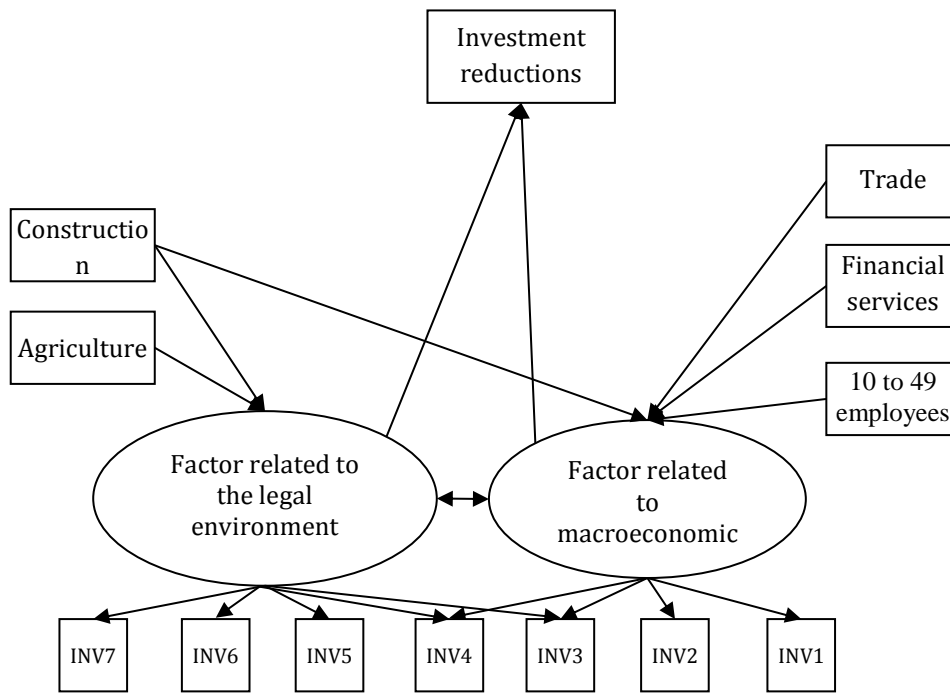 Investment
reductions
Trade
Constructio
n
Financial
services
Agriculture
10 to 49
employees
Factor related to
the legal
environment
Factor related
to
macroeconomic
INV7
INV6
INV5
INV4
INV3
INV2
INV1